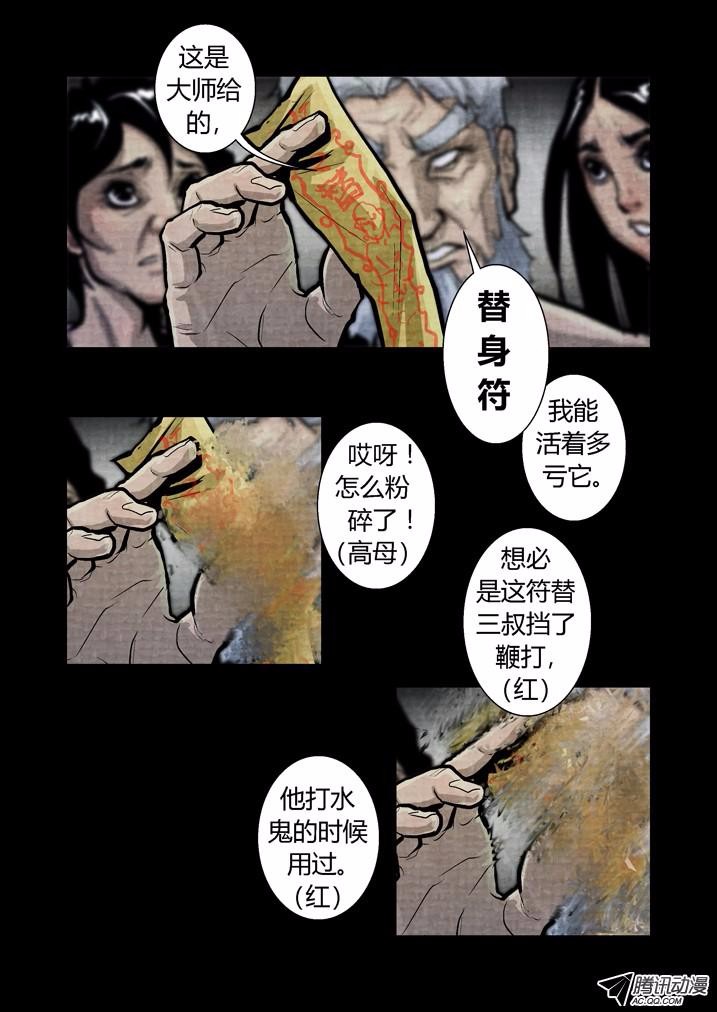 这是
大师给
的，
替
身
符
我能
活着多
亏它。
哎呀！
怎么粉
碎了！
（高母）
想必
是这符替
三叔挡了
鞭打，
（红）
他打水
鬼的时候
用过。
（红）
腾讯动漫
AC.QQ.COM